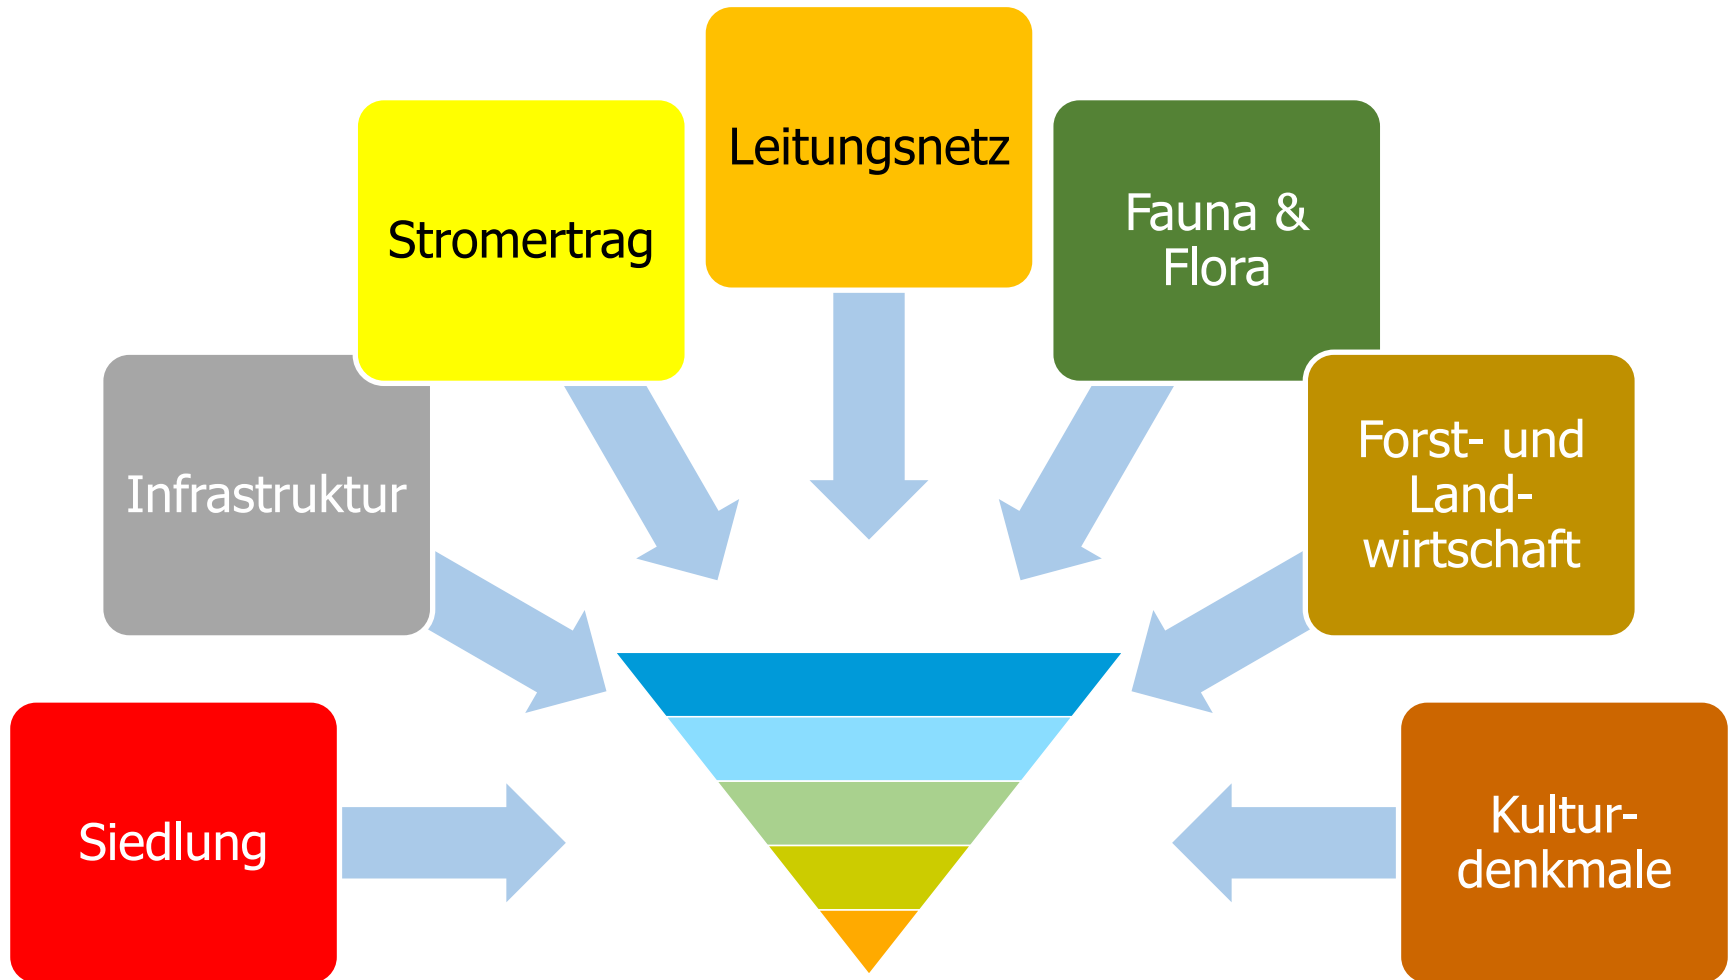 Leitungsnetz
Stromertrag
Fauna &
Flora
Infrastruktur
Forst- und
Land-
wirtschaft
Siedlung
Kultur-
denkmale